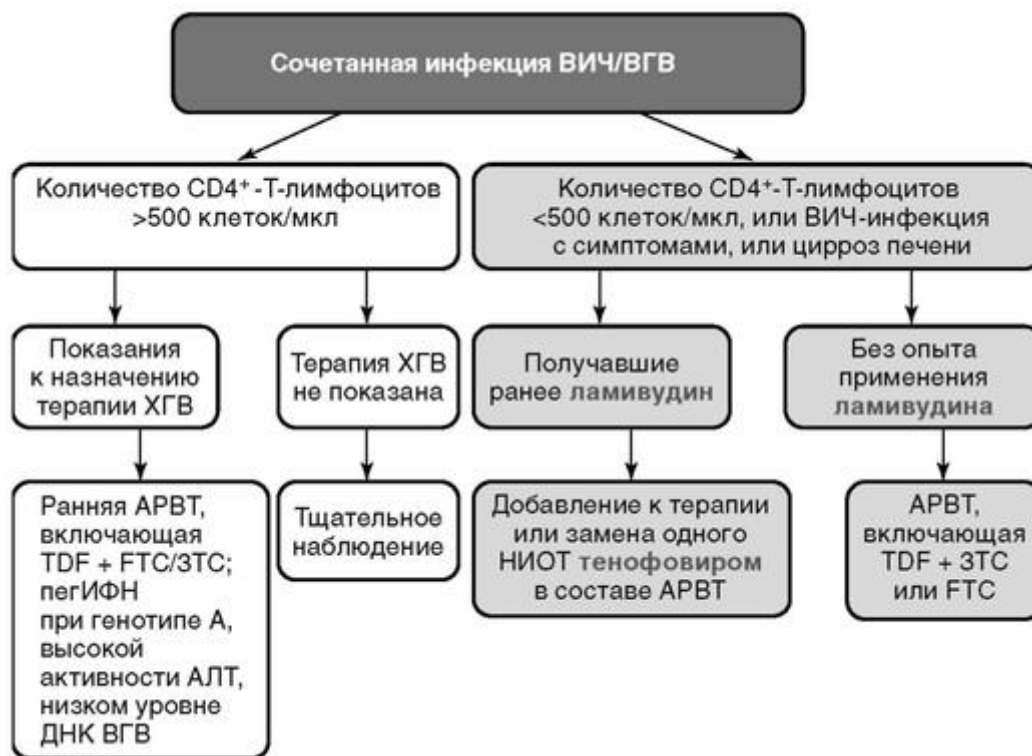 Сочетанная инфекция ВИЧ/ВГВ
Количество CD4⁺-Т-лимфоцитов
>500 клеток/мкл
Количество CD4⁺-Т-лимфоцитов
<500 клеток/мкл, или ВИЧ-инфекция
с симптомами, или цирроз печени
Показания
к назначению
терапии ХГВ
Терапия ХГВ
не показана
Получавшие
ранее ламивудин
Без опыта
применения
ламивудина
Ранняя АРВТ,
включающая
TDF + FTC/3TC;
пегИФН
при генотипе А,
высокой
активности АЛТ,
низком уровне
ДНК ВГВ
Тщательное
наблюдение
Добавление к терапии
или замена одного
НИОТ тенофовиром
в составе АРВТ
АРВТ,
включающая
TDF + 3TC
или FTC